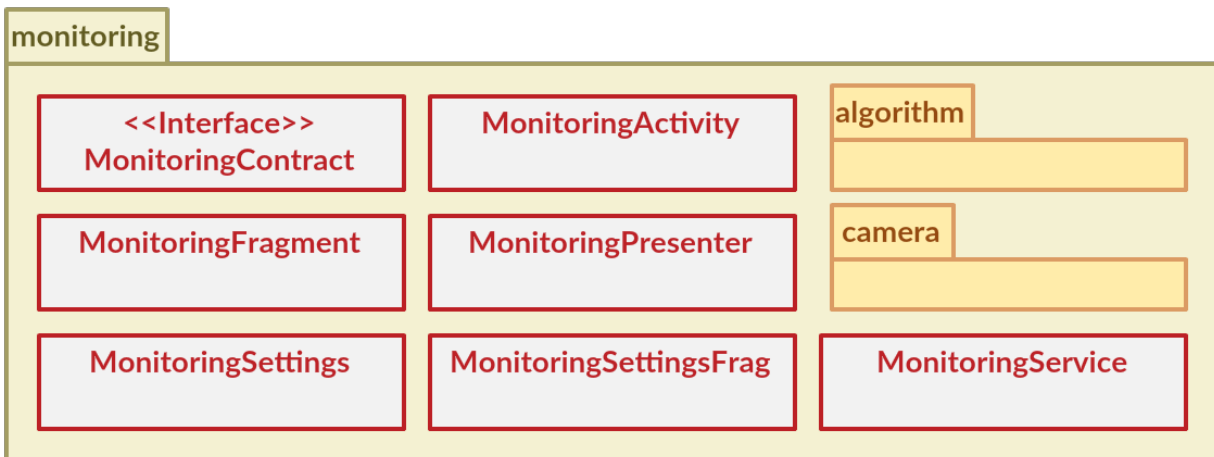 monitoring
<<Interface>>
MonitoringContract
MonitoringActivity
algorithm
MonitoringFragment
MonitoringPresenter
camera
MonitoringSettings
MonitoringSettingsFrag
MonitoringService